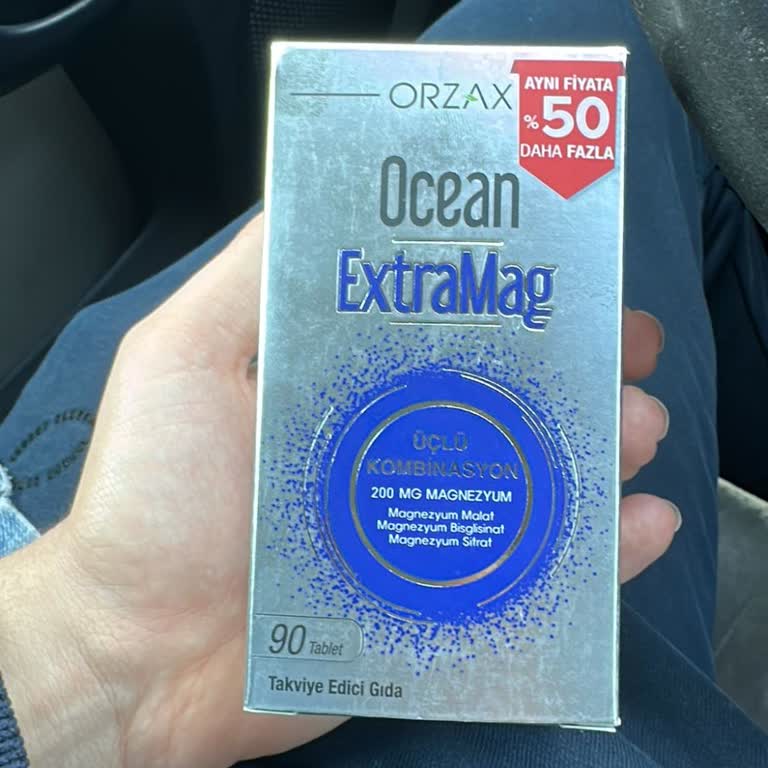 ORZAX
AYNI FİYATA
%50
DAHA FAZLA
Ocean
ExtraMag
ÜÇLÜ
KOMBİNASYON
200 MG MAGNEZYUM
Magnezyum Malat
Magnezyum Bisglisinat
Magnezyum Sitrat
90 Tablet
Takviye Edici Gıda